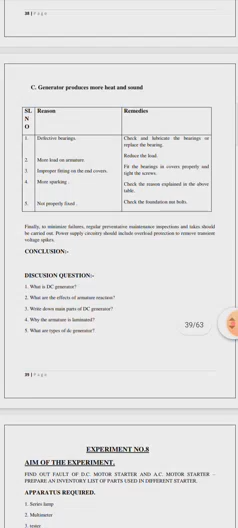 38 | P a g e
C. Generator produces more heat and sound
SL
N
O
Reason
Remedies
1. Defective bearings.
Check and lubricate the bearings or
replace the bearing.
2. More load on armature.
Reduce the load.
3. Improper fitting on the end covers.
Fit the bearings in covers properly and
tight the screws.
4. More sparking .
Check the reason explained in the above
table.
5. Not properly fixed .
Check the foundation nut bolts.
Finally, to minimize failures, regular preventative maintenance inspections and
be carried out. Power supply circuitry should include overload protection to remove transient
voltage spikes.
CONCLUSION:-
DISCUSION QUESTION:-
1. What is DC generator?
2. What are the effects of armature reaction?
3. Write down main parts of DC generator?
4. Why the armature is laminated?
5. What are types of dc generator?
39/63
39 | P a g e
EXPERIMENT NO.8
AIM OF THE EXPERIMENT.
FIND OUT FAULT OF D.C. MOTOR STARTER AND A.C. MOTOR STARTER -
PREPARE AN INVENTORY LIST OF PARTS USED IN DIFFERENT STARTER.
APPARATUS REQUIRED.
1. Series lamp
2. Multimeter
3. tester